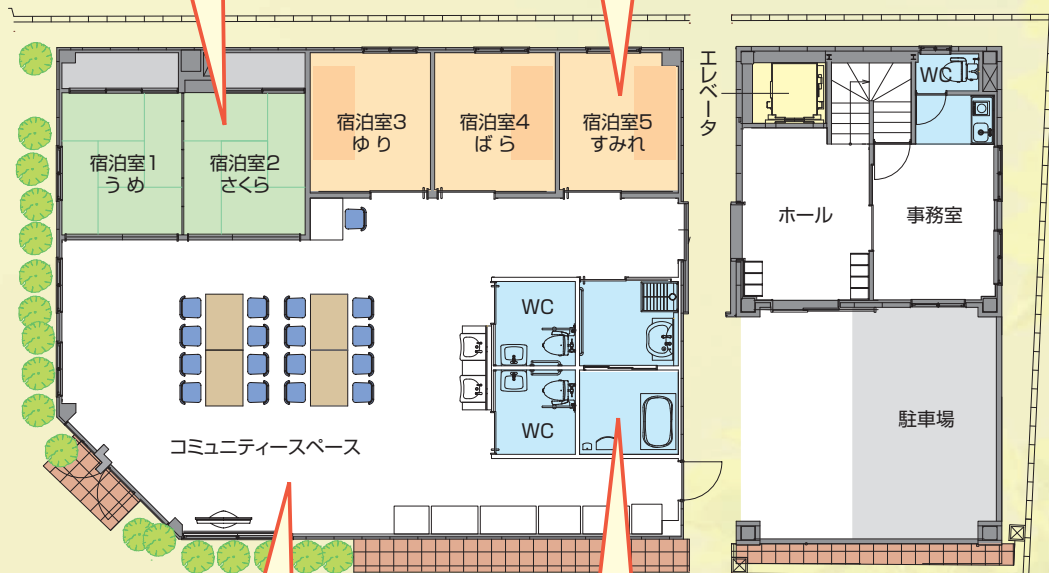 宿泊室1
うめ
宿泊室2
さくら
宿泊室3
ゆり
宿泊室4
ばら
宿泊室5
すみれ
エレベータ
WC
ホール
事務室
WC
WC
コミュニティースペース
駐車場